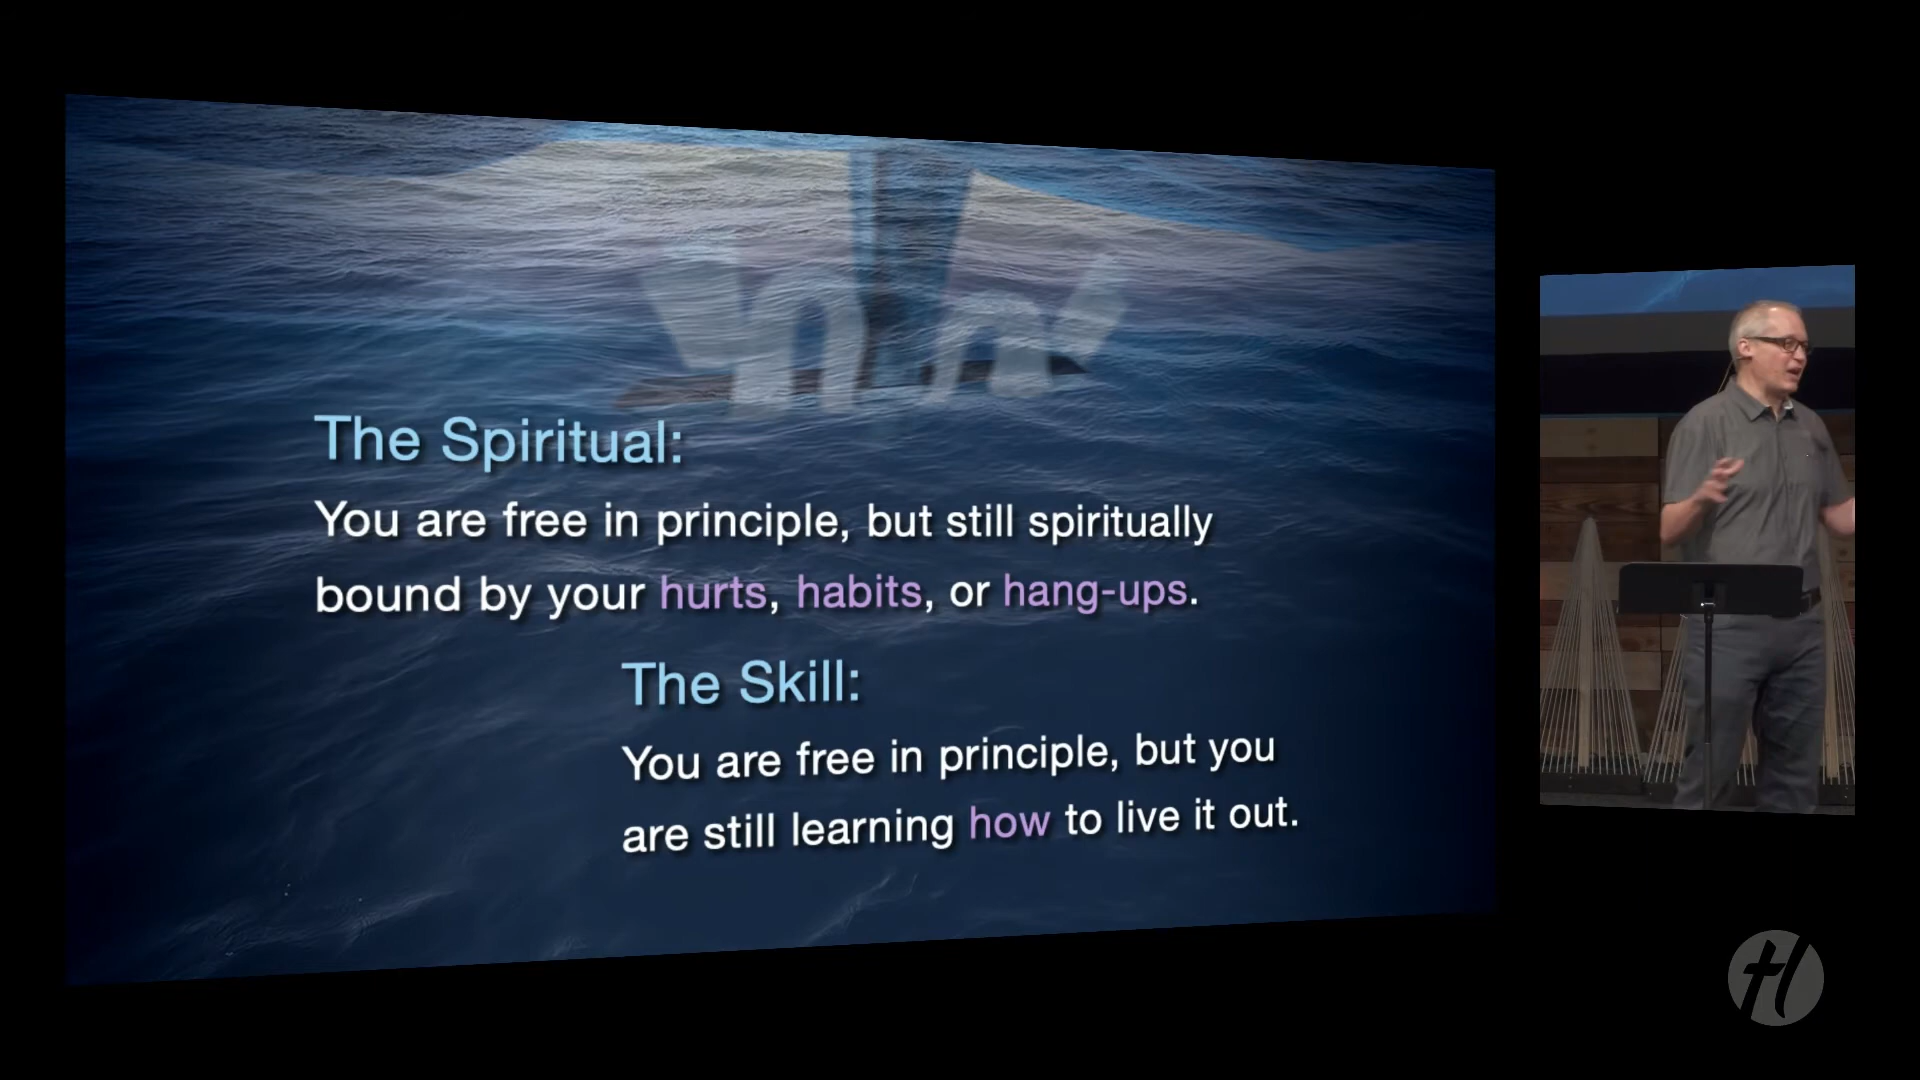 The Spiritual:
You are free in principle, but still spiritually
bound by your hurts, habits, or hang-ups.
The Skill:
You are free in principle, but you
are still learning how to live it out.